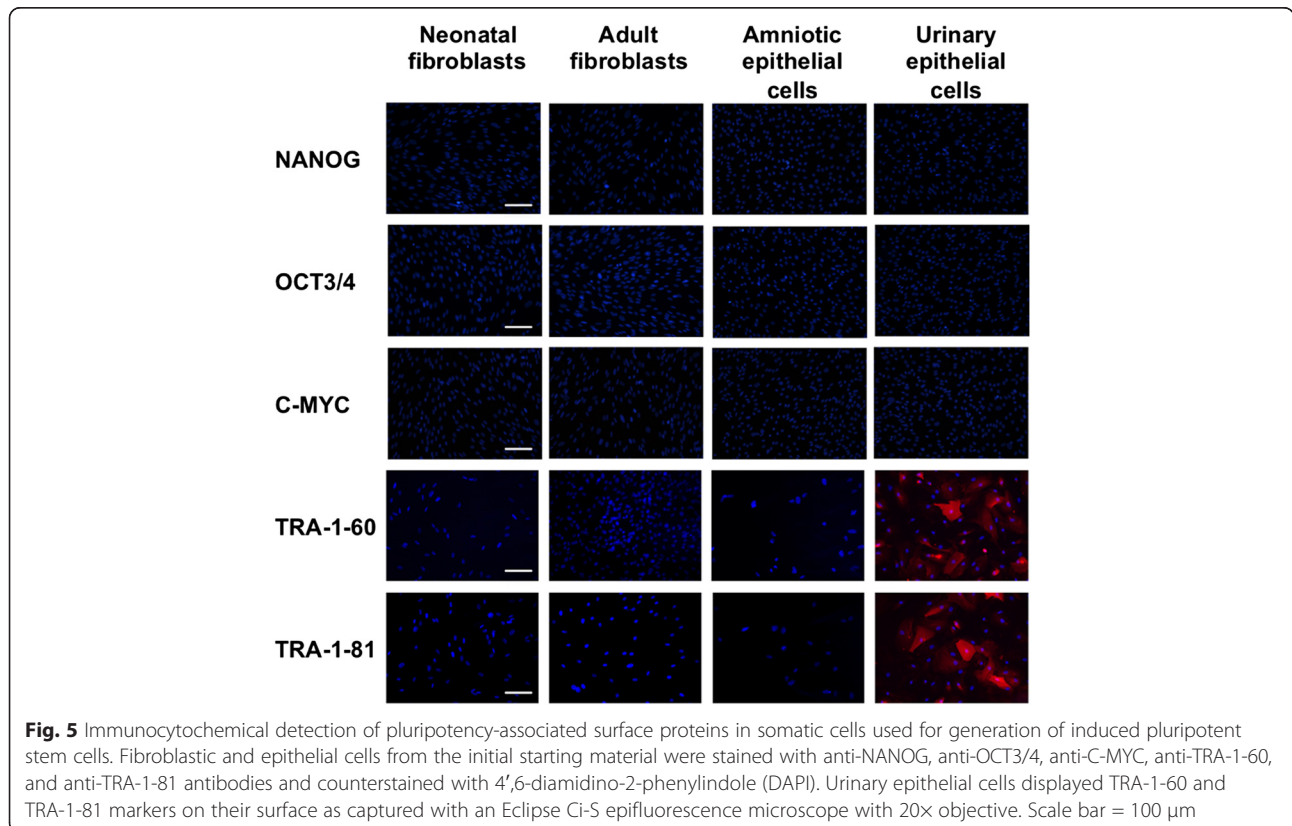 Neonatal fibroblasts
Adult fibroblasts
Amniotic epithelial cells
Urinary epithelial cells
NANOG
OCT3/4
C-MYC
TRA-1-60
TRA-1-81
Fig. 5 Immunocytochemical detection of pluripotency-associated surface proteins in somatic cells used for generation of induced pluripotent
stem cells. Fibroblastic and epithelial cells from the initial starting material were stained with anti-NANOG, anti-OCT3/4, anti-C-MYC, anti-TRA-1-60,
and anti-TRA-1-81 antibodies and counterstained with 4′,6-diamidino-2-phenylindole (DAPI). Urinary epithelial cells displayed TRA-1-60 and
TRA-1-81 markers on their surface as captured with an Eclipse Ci-S epifluorescence microscope with 20× objective. Scale bar = 100 μm